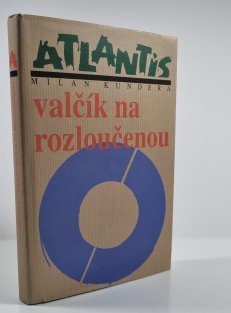 ATLANTIS
MILAN KUNDERA
valčík na
rozloučenou